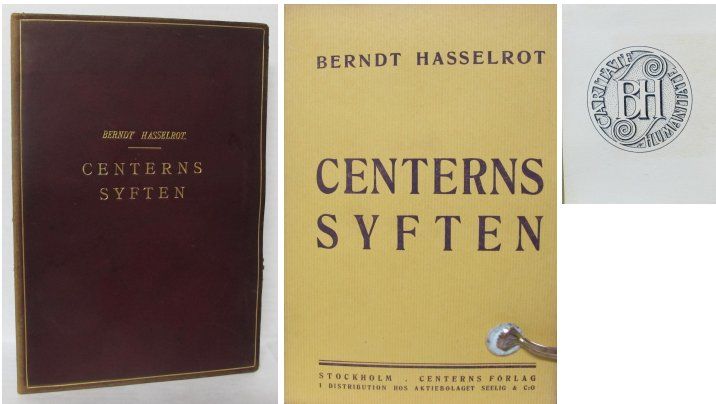 BERNDT HASSELROT.
CENTERNS
SYFTEN
BERNDT HASSELROT
CENTERNS
SYFTEN
STOCKHOLM . CENTERNS FÖRLAG
I DISTRIBUTION HOS AKTIEBOLAGET SEELIG & C:O
BH